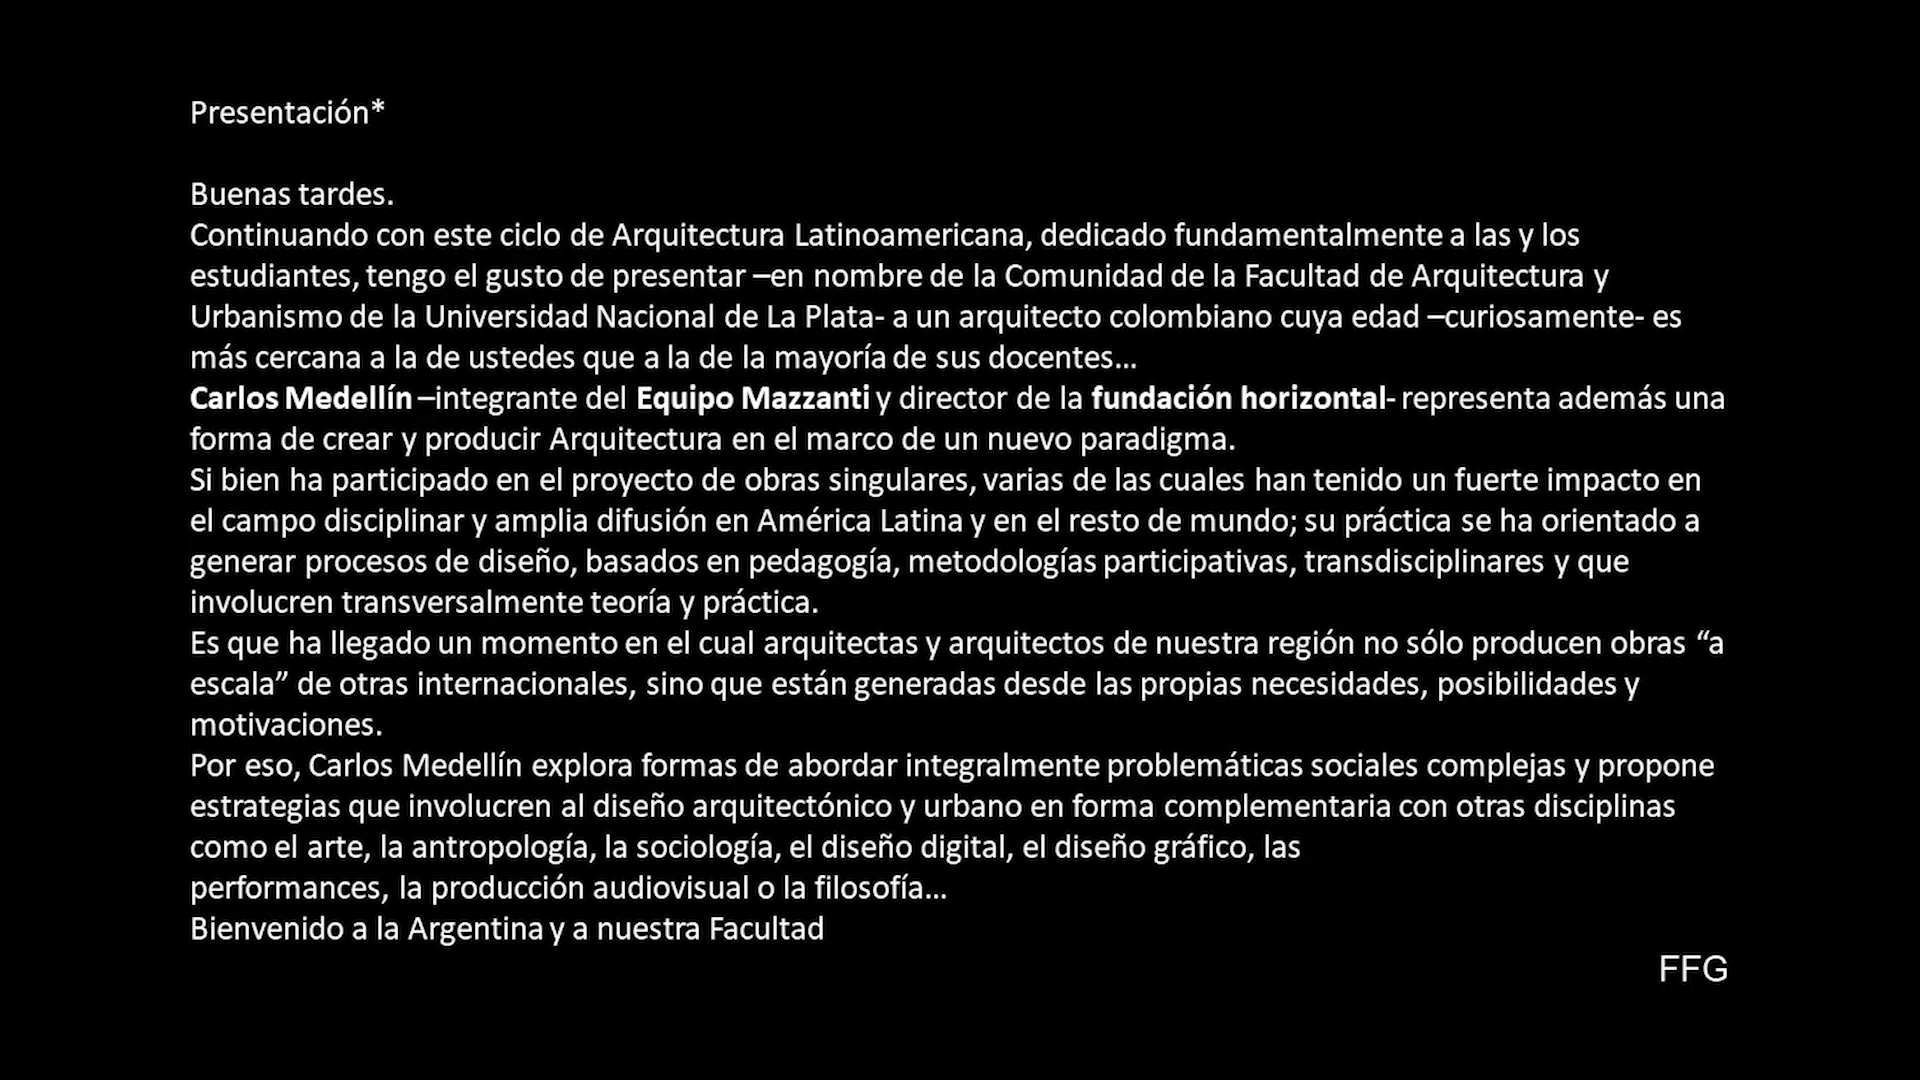 Presentación*
Buenas tardes.
Continuando con este ciclo de Arquitectura Latinoamericana, dedicado fundamentalmente a las y los
estudiantes, tengo el gusto de presentar –en nombre de la Comunidad de la Facultad de Arquitectura y
Urbanismo de la Universidad Nacional de La Plata- a un arquitecto colombiano cuya edad –curiosamente- es
más cercana a la de ustedes que a la de la mayoría de sus docentes…
Carlos Medellín –integrante del Equipo Mazzanti y director de la fundación horizontal- representa además una
forma de crear y producir Arquitectura en el marco de un nuevo paradigma.
Si bien ha participado en el proyecto de obras singulares, varias de las cuales han tenido un fuerte impacto en
el campo disciplinar y amplia difusión en América Latina y en el resto de mundo; su práctica se ha orientado a
generar procesos de diseño, basados en pedagogía, metodologías participativas, transdisciplinares y que
involucren transversalmente teoría y práctica.
Es que ha llegado un momento en el cual arquitectas y arquitectos de nuestra región no sólo producen obras “a
escala” de otras internacionales, sino que están generadas desde las propias necesidades, posibilidades y
motivaciones.
Por eso, Carlos Medellín explora formas de abordar integralmente problemáticas sociales complejas y propone
estrategias que involucren al diseño arquitectónico y urbano en forma complementaria con otras disciplinas
como el arte, la antropología, la sociología, el diseño digital, el diseño gráfico, las
performances, la producción audiovisual o la filosofía…
Bienvenido a la Argentina y a nuestra Facultad
FFG